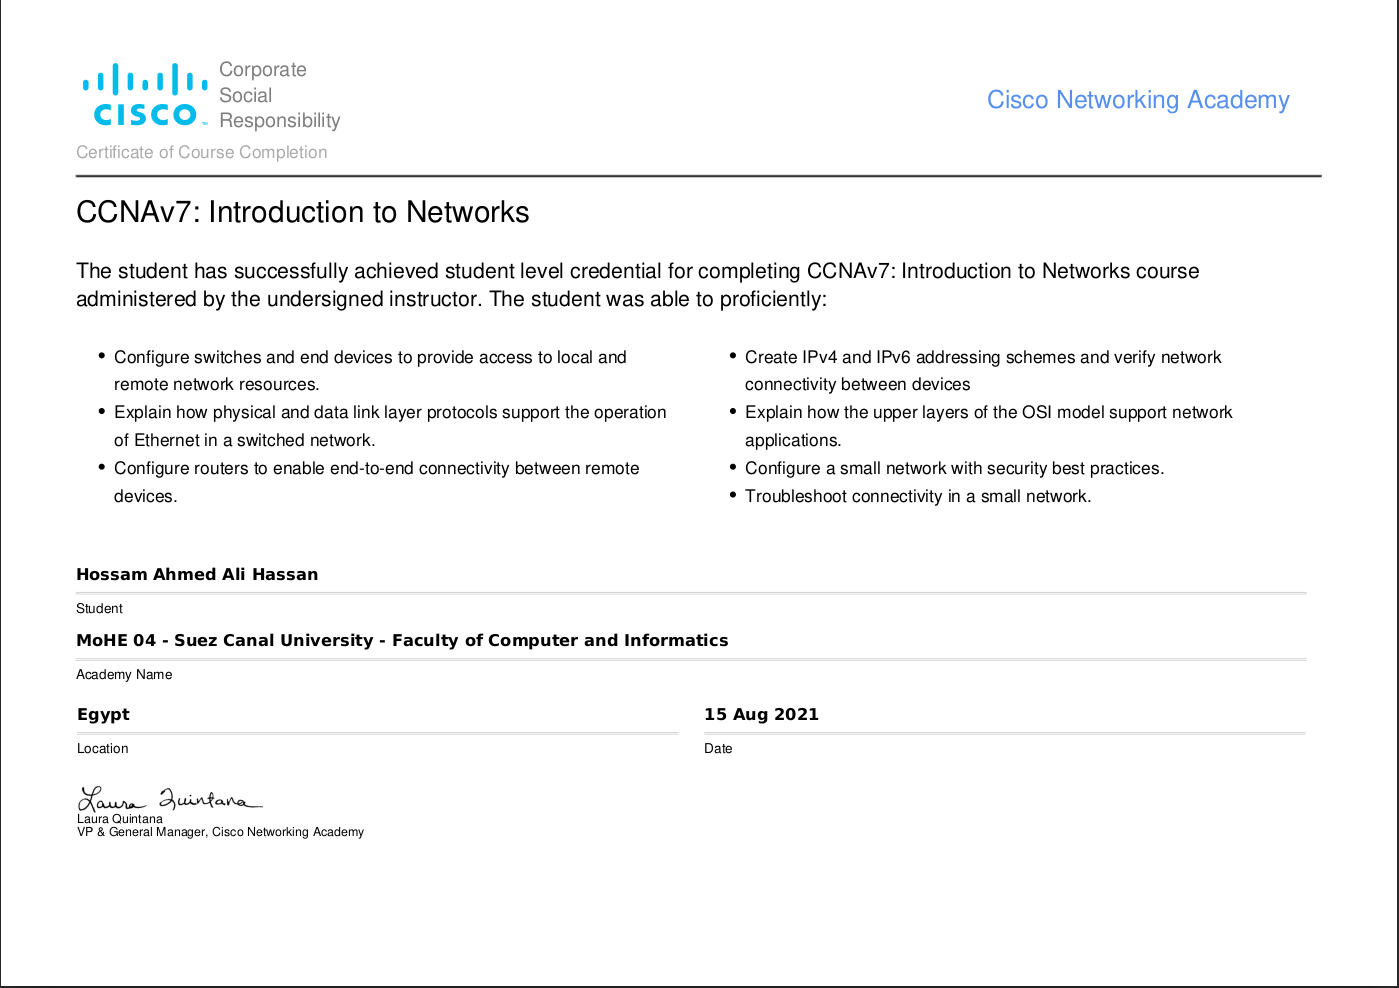 CISCO
Corporate
Social
Responsibility
Cisco Networking Academy
Certificate of Course Completion
CCNAv7: Introduction to Networks
The student has successfully achieved student level credential for completing CCNAv7: Introduction to Networks course
administered by the undersigned instructor. The student was able to proficiently:
• Configure switches and end devices to provide access to local and
remote network resources.
• Explain how physical and data link layer protocols support the operation
of Ethernet in a switched network.
• Configure routers to enable end-to-end connectivity between remote
devices.
• Create IPv4 and IPv6 addressing schemes and verify network
connectivity between devices
• Explain how the upper layers of the OSI model support network
applications.
• Configure a small network with security best practices.
• Troubleshoot connectivity in a small network.
Hossam Ahmed Ali Hassan
Student
MoHE 04 - Suez Canal University - Faculty of Computer and Informatics
Academy Name
Egypt
Location
15 Aug 2021
Date
Laura Quintana
Laura Quintana
VP & General Manager, Cisco Networking Academy